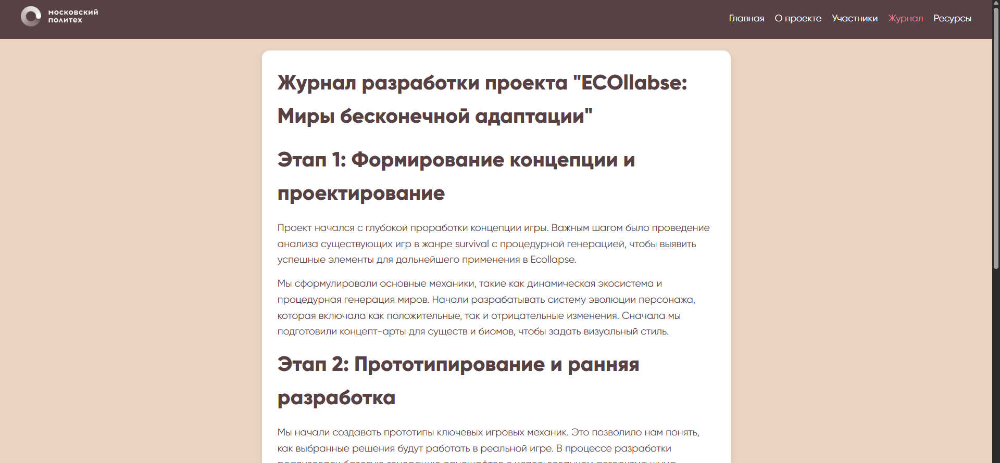 московский
политех
Главная О проекте Участники Журнал Ресурсы
Журнал разработки проекта "ECOllabse:
Миры бесконечной адаптации"
Этап 1: Формирование концепции и
проектирование
Проект начался с глубокой проработки концепции игры. Важным шагом было проведение
анализа существующих игр в жанре survival с процедурной генерацией, чтобы выявить
успешные элементы для дальнейшего применения в Ecollapse.
Мы сформулировали основные механики, такие как динамическая экосистема и
процедурная генерация миров. Начали разрабатывать систему эволюции персонажа,
которая включала как положительные, так и отрицательные изменения. Сначала мы
подготовили концепт-арты для существ и биомов, чтобы задать визуальный стиль.
Этап 2: Прототипирование и ранняя
разработка
Мы начали создавать прототипы ключевых игровых механик. Это позволило нам понять,
как выбранные решения будут работать в реальной игре. В процессе разработки